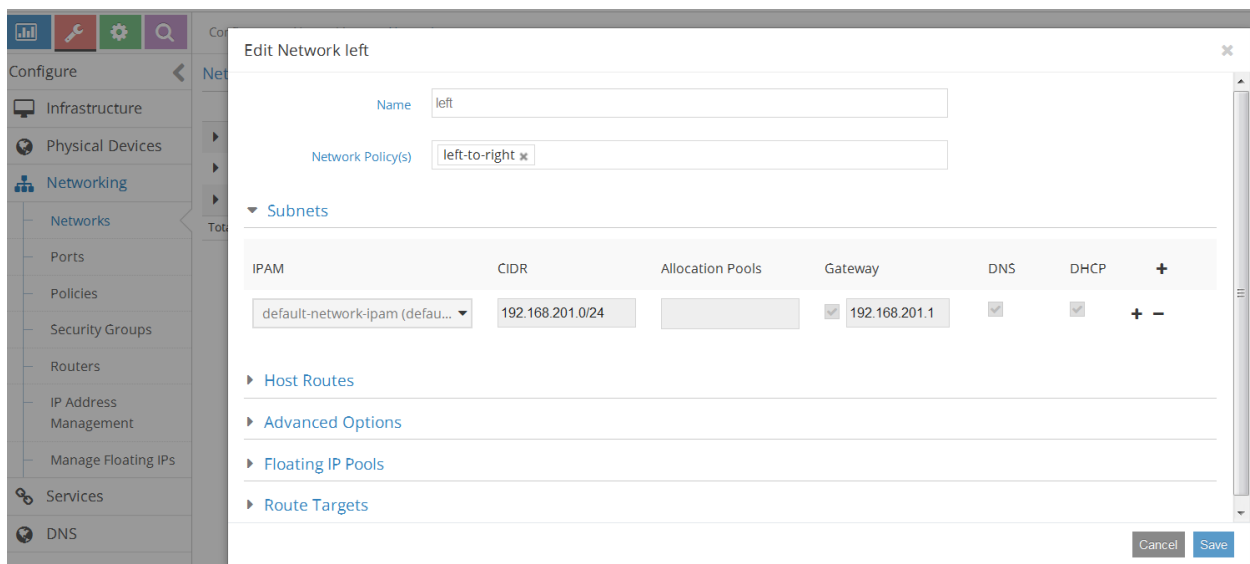 Cor
Edit Network left
Configure
Net
Infrastructure
Name left
Physical Devices
Network Policy(s) left-to-right
Networking
Subnets
Networks
Tota
Ports
IPAM CIDR Allocation Pools Gateway DNS DHCP
Policies
default-network-ipam (defau... 192.168.201.0/24 192.168.201.1
Security Groups
Routers
Host Routes
IP Address
Management
Advanced Options
Manage Floating IPs
Floating IP Pools
Services
Route Targets
DNS
Cancel Save